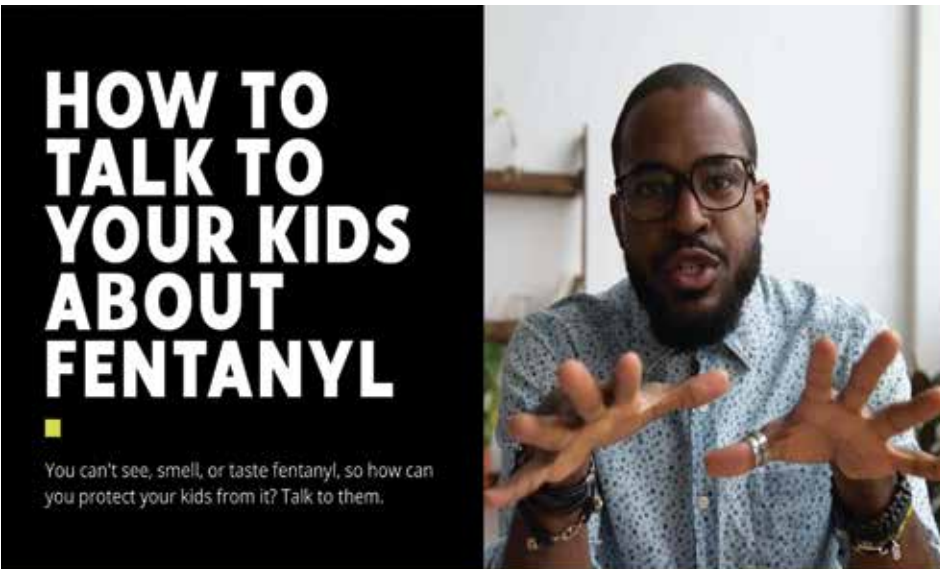 HOW TO
TALK TO
YOUR KIDS
ABOUT
FENTANYL
You can't see, smell, or taste fentanyl, so how can
you protect your kids from it? Talk to them.